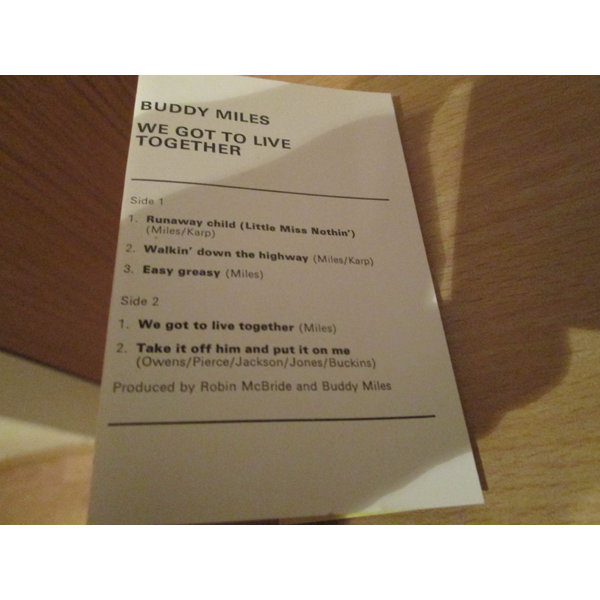 BUDDY MILES
WE GOT TO LIVE
TOGETHER
Side 1
1. Runaway child (Little Miss Nothin')
(Miles/Karp)
2. Walkin' down the highway (Miles/Karp)
3. Easy greasy (Miles)
Side 2
1. We got to live together (Miles)
2. Take it off him and put it on me
(Owens/Pierce/Jackson/Jones/Buckins)
Produced by Robin McBride and Buddy Miles